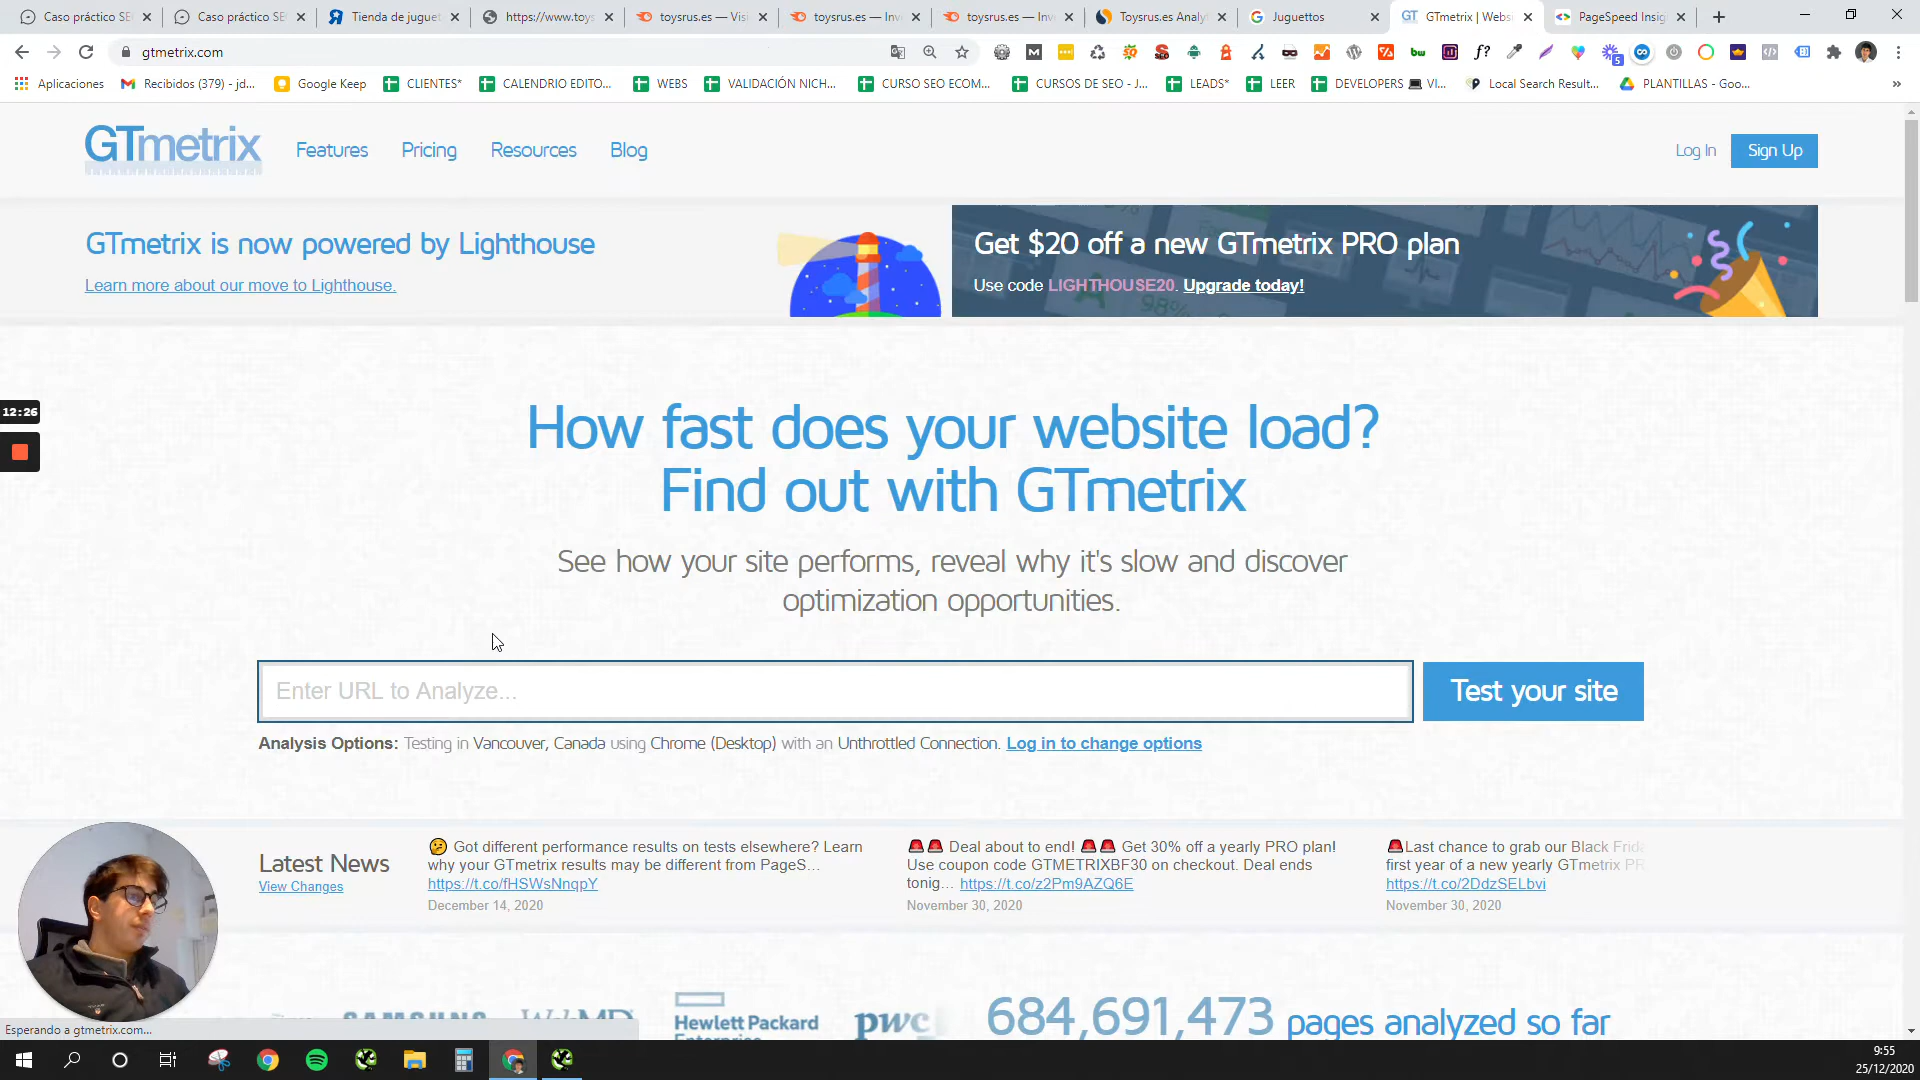 Caso práctico SE
Caso práctico SE
Tienda de juguet
https://www.toys
toysrus.es — Visi
toysrus.es — Inv
toysrus.es — Inv
Toysrus.es Analy
Juguettos
GTmetrix | Websi
PageSpeed Insig
gtmetrix.com
Aplicaciones
Recibidos (379) - jd...
Google Keep
CLIENTES*
CALENDARIO EDITO...
WEBS
VALIDACIÓN NICH...
CURSO SEO ECOM...
CURSOS DE SEO - J...
LEADS*
LEER
DEVELOPERS 💻 VI...
Local Search Result...
PLANTILLAS - Goo...
GTmetrix
Features
Pricing
Resources
Blog
Log In
Sign Up
GTmetrix is now powered by Lighthouse
Learn more about our move to Lighthouse.
Get $20 off a new GTmetrix PRO plan
Use code LIGHTHOUSE20. Upgrade today!
12:26
How fast does your website load?
Find out with GTmetrix
See how your site performs, reveal why it's slow and discover
optimization opportunities.
Enter URL to Analyze...
Test your site
Analysis Options: Testing in Vancouver, Canada using Chrome (Desktop) with an Unthrottled Connection. Log in to change options
Latest News
View Changes
🤔 Got different performance results on tests elsewhere? Learn
why your GTmetrix results may be different from PageS...
https://t.co/fHSWsNnqpY
December 14, 2020
🚨🚨 Deal about to end! 🚨🚨 Get 30% off a yearly PRO plan!
Use coupon code GTMETRIXBF30 on checkout. Deal ends
tonig... https://t.co/z2Pm9AZQ6E
November 30, 2020
🚨Last chance to grab our Black Frida
first year of a new yearly GTmetrix PR
https://t.co/2DdzSELbvi
November 30, 2020
SAMSUNG
WebMD
Hewlett Packard
Enterprise
pwc
684,691,473 pages analyzed so far
Esperando a gtmetrix.com...
9:55
25/12/2020